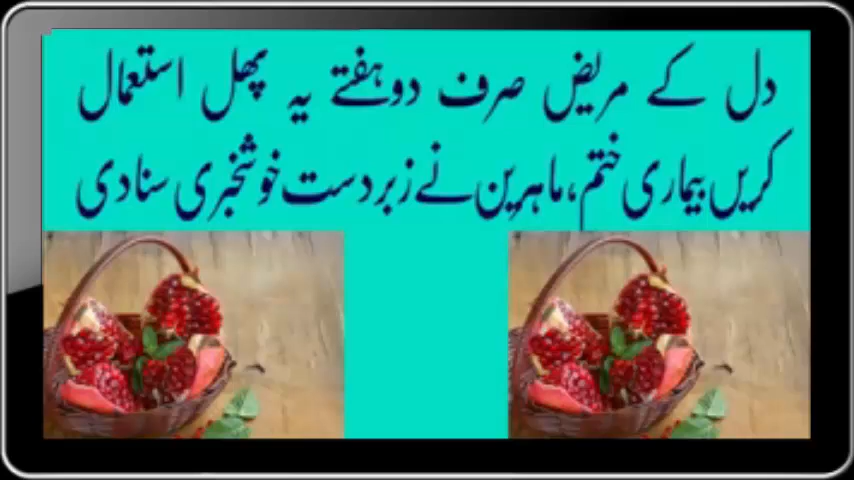 دل کے مریض صرف دو ہفتے یہ پھل استعمال
کریں بیماری ختم، ماہرین نے زبردست خوشخبری سنا دی